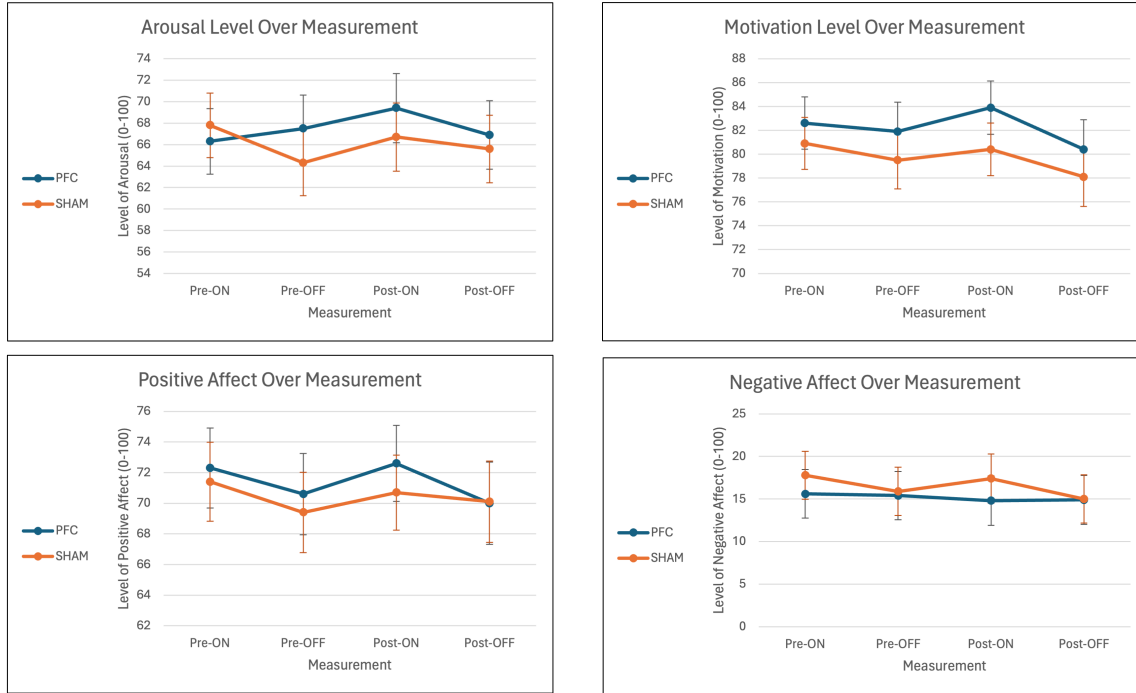 Arousal Level Over Measurement
Level of Arousal (0-100)
74
72
70
68
66
64
62
60
58
56
54
PFC
SHAM
Pre-ON Pre-OFF Post-ON Post-OFF
Measurement
Motivation Level Over Measurement
Level of Motivation (0-100)
88
86
84
82
80
78
76
74
72
70
PFC
SHAM
Pre-ON Pre-OFF Post-ON Post-OFF
Measurement
Positive Affect Over Measurement
Level of Positive Affect (0-100)
76
74
72
70
68
66
64
62
PFC
SHAM
Pre-ON Pre-OFF Post-ON Post-OFF
Measurement
Negative Affect Over Measurement
Level of Negative Affect (0-100)
25
20
15
10
5
0
PFC
SHAM
Pre-ON Pre-OFF Post-ON Post-OFF
Measurement